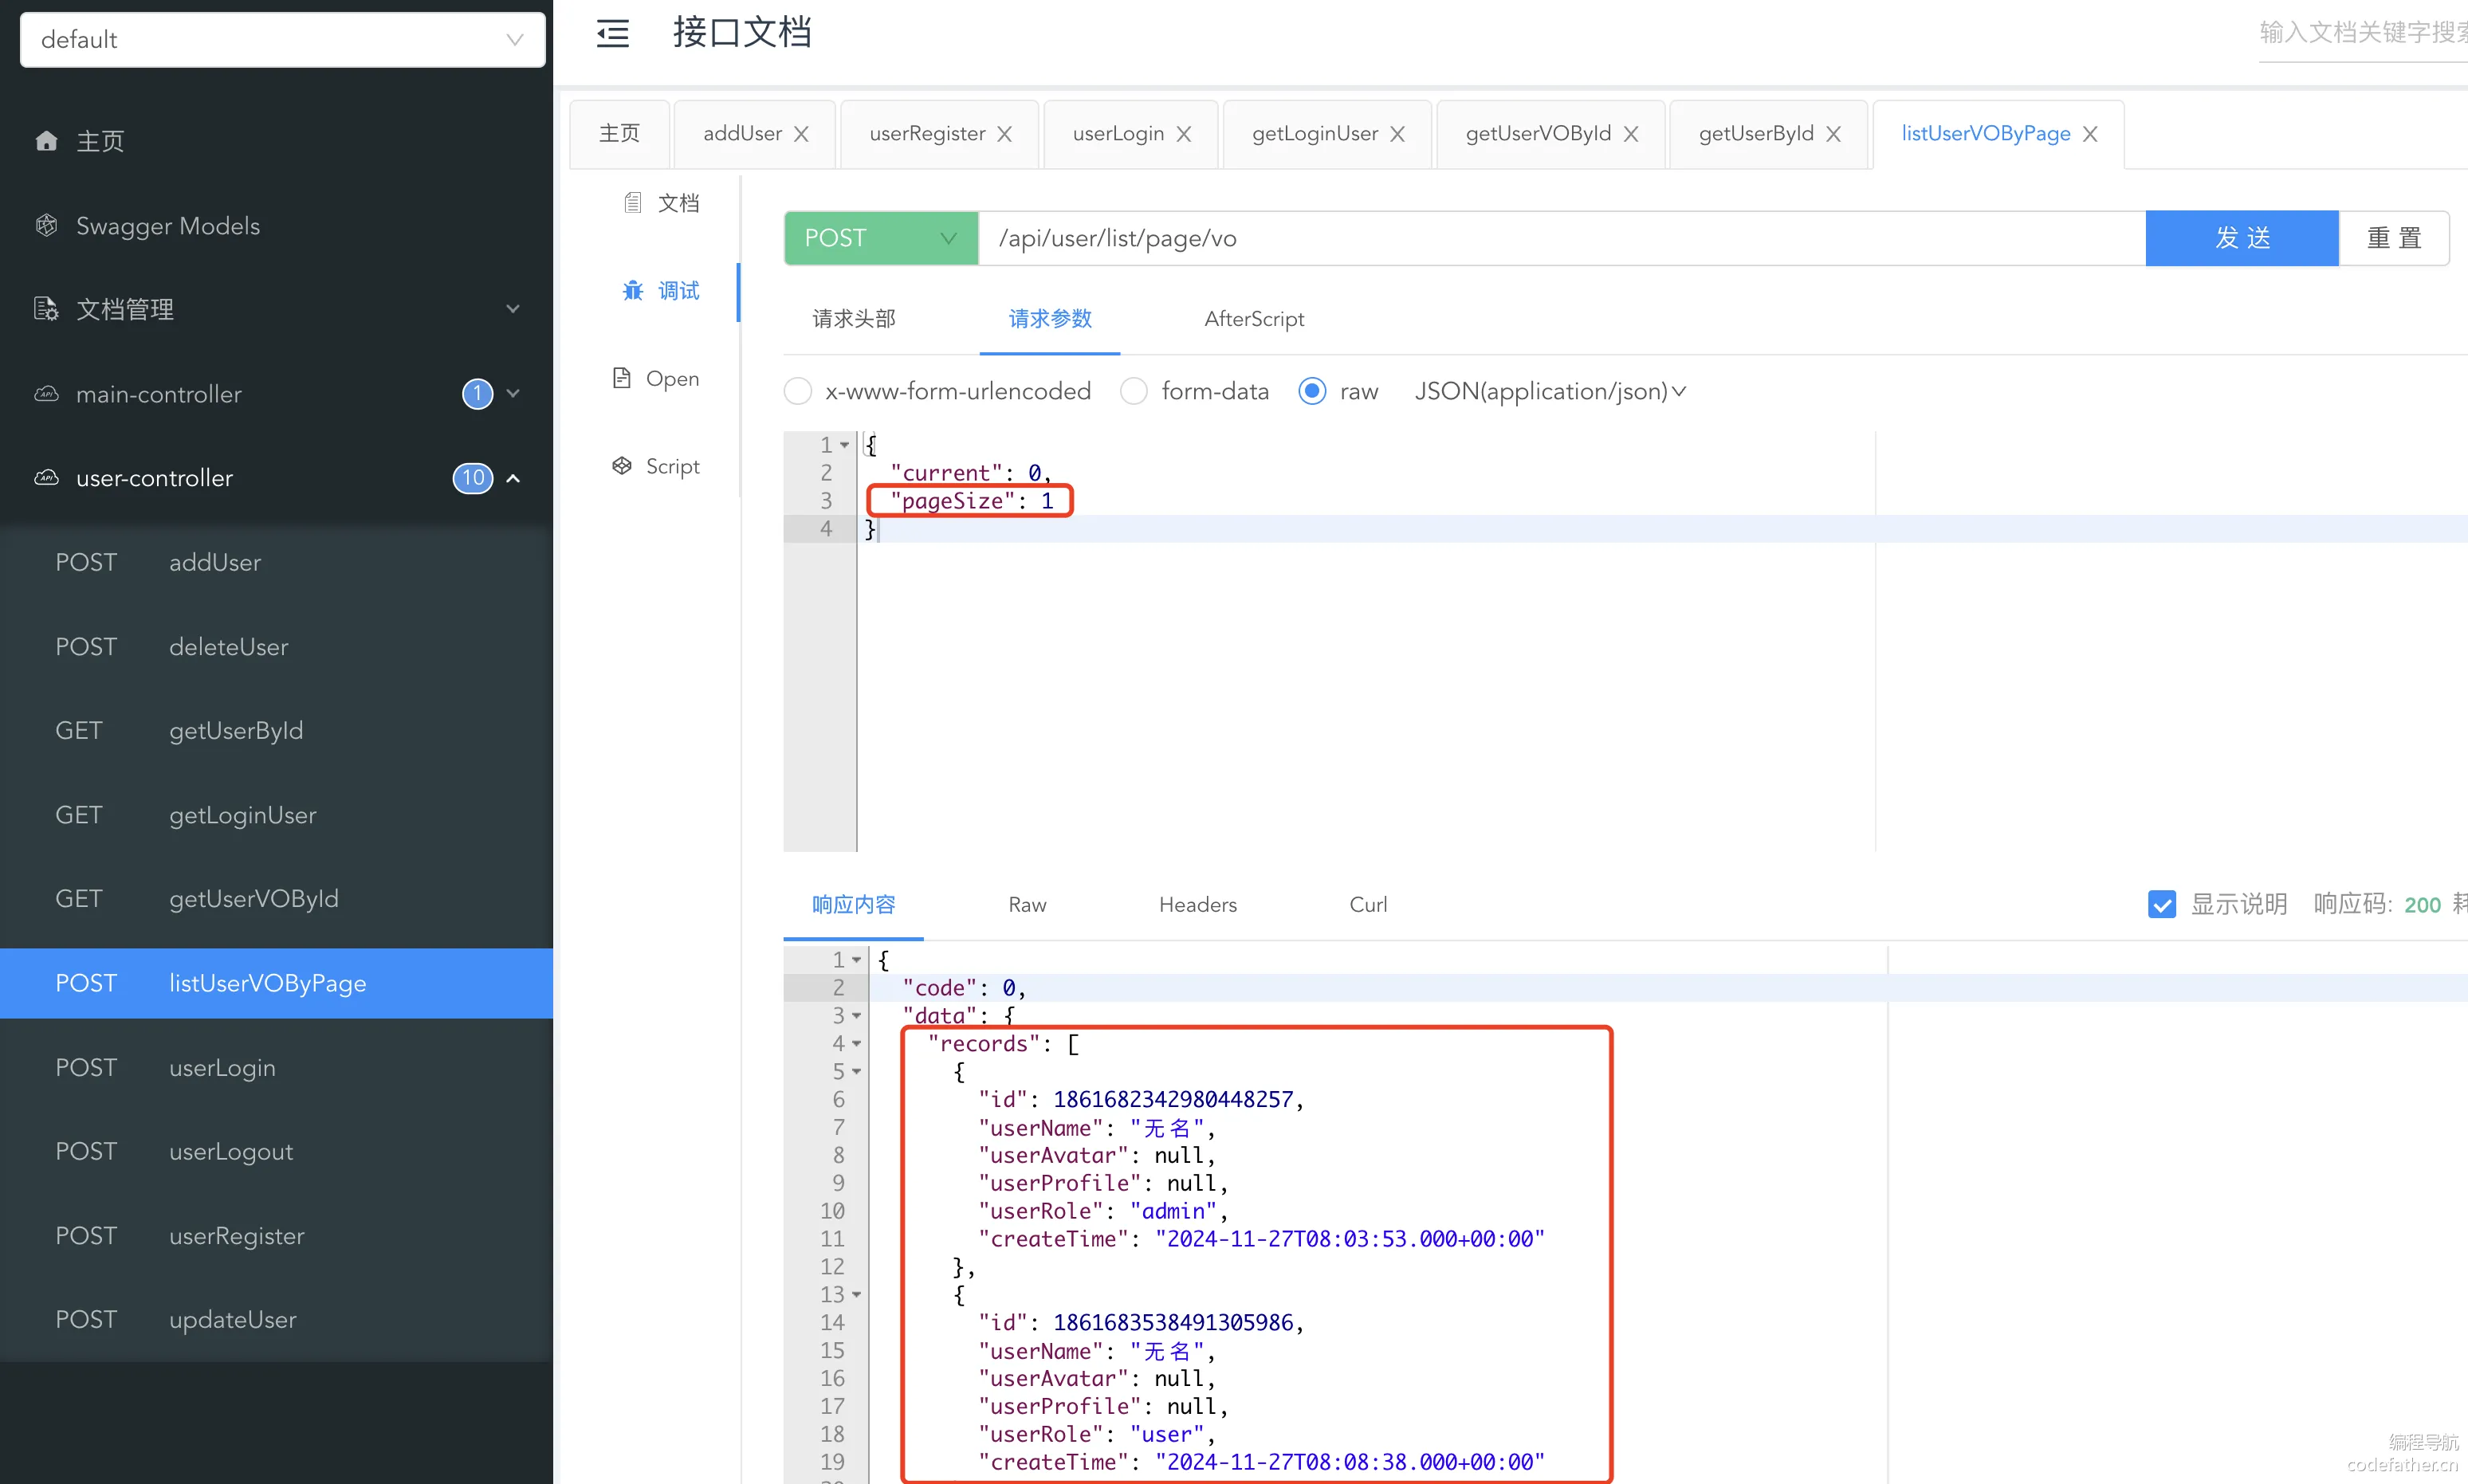 default
主页
Swagger Models
文档管理
main-controller 1
user-controller 10
POST addUser
POST deleteUser
GET getUserById
GET getLoginUser
GET getUserVOById
POST listUserVOByPage
POST userLogin
POST userLogout
POST userRegister
POST updateUser
接口文档
输入文档关键字搜索
主页 addUser userRegister userLogin getLoginUser getUserVOById getUserById listUserVOByPage
文档
调试
Open
Script
POST /api/user/list/page/vo 发送 重置
请求头部 请求参数 AfterScript
x-www-form-urlencoded form-data raw JSON(application/json)
1 {
2 "current": 0,
3 "pageSize": 1
4 }
响应内容 Raw Headers Curl 显示说明 响应码: 200 耗
1 {
2 "code": 0,
3 "data": {
4 "records": [
5 {
6 "id": 1861682342980448257,
7 "userName": "无名",
8 "userAvatar": null,
9 "userProfile": null,
10 "userRole": "admin",
11 "createTime": "2024-11-27T08:03:53.000+00:00"
12 },
13 {
14 "id": 1861683538491305986,
15 "userName": "无名",
16 "userAvatar": null,
17 "userProfile": null,
18 "userRole": "user",
19 "createTime": "2024-11-27T08:08:38.000+00:00"
编程导航
codefather.cn